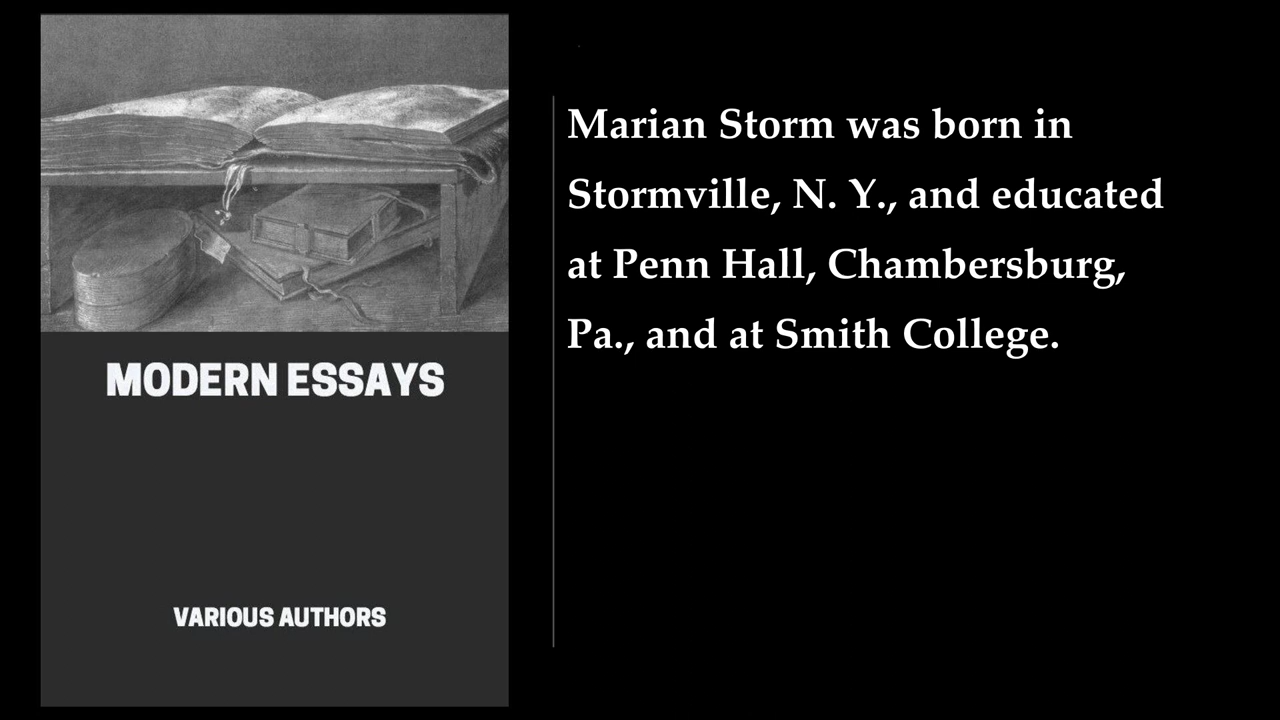 MODERN ESSAYS
VARIOUS AUTHORS
Marian Storm was born in
Stormville, N. Y., and educated
at Penn Hall, Chambersburg,
Pa., and at Smith College.